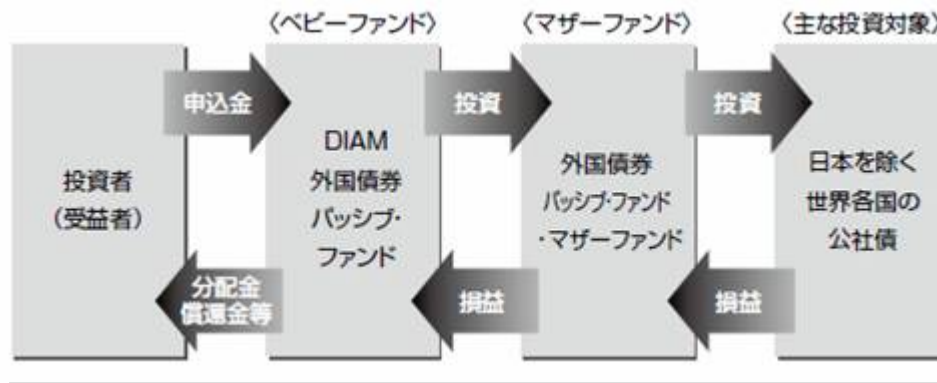 〈ベビーファンド〉
〈マザーファンド〉
〈主な投資対象〉
申込金
投資
投資
投資者
（受益者）
DIAM
外国債券
パッシブ・
ファンド
外国債券
パッシブ・ファンド
・マザーファンド
日本を除く
世界各国の
公社債
分配金
償還金等
損益
損益